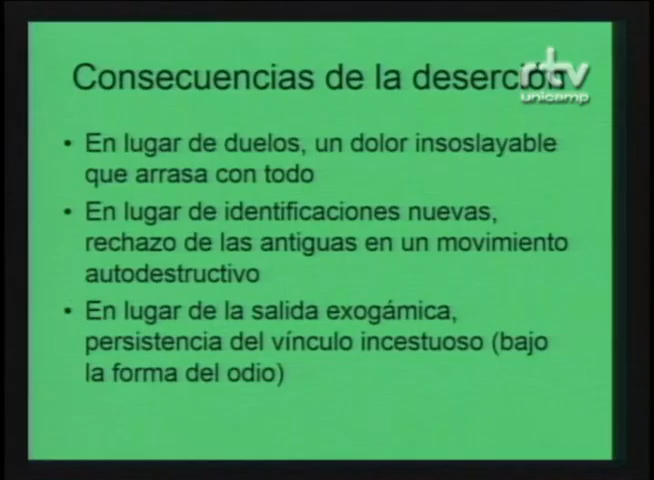 Consecuencias de la deserción
rtv
unicamp
• En lugar de duelos, un dolor insoslayable
que arrasa con todo
• En lugar de identificaciones nuevas,
rechazo de las antiguas en un movimiento
autodestructivo
• En lugar de la salida exogámica,
persistencia del vínculo incestuoso (bajo
la forma del odio)